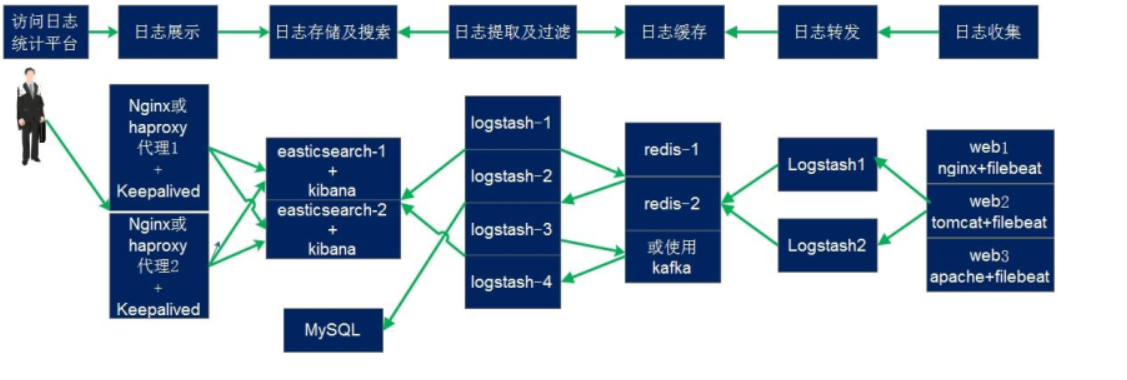 访问日志
统计平台
日志展示
日志存储及搜索
日志提取及过滤
日志缓存
日志转发
日志收集
Nginx或
haproxy
代理1
+
Keepalived
Nginx或
haproxy
代理2
+
Keepalived
easticsearch-1
+
kibana
easticsearch-2
+
kibana
MySQL
logstash-1
logstash-2
logstash-3
logstash-4
redis-1
redis-2
或使用
kafka
Logstash1
Logstash2
web1
nginx+filebeat
web2
tomcat+filebeat
web3
apache+filebeat